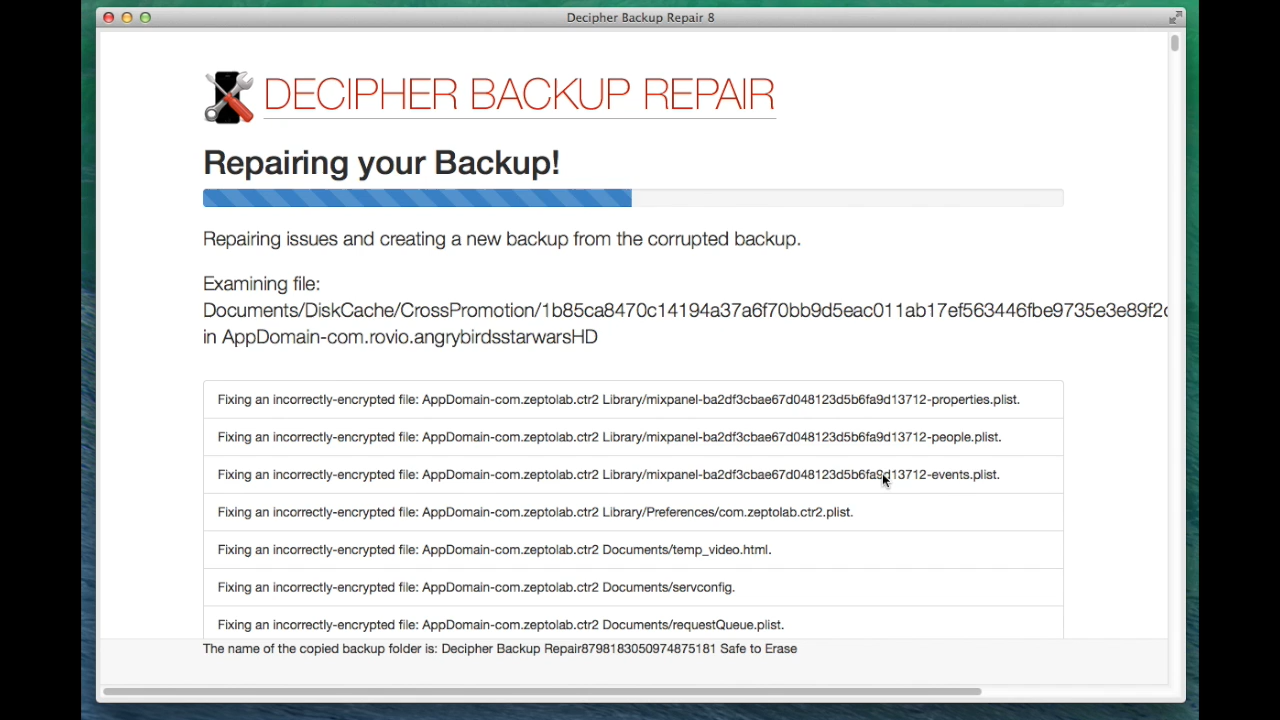 Decipher Backup Repair 8
DECIPHER BACKUP REPAIR
Repairing your Backup!
Repairing issues and creating a new backup from the corrupted backup.
Examining file:
Documents/DiskCache/CrossPromotion/1b85ca8470c14194a37a6f70bb9d5eac011ab17ef563446fbe9735e3e89f2c
in AppDomain-com.rovio.angrybirdsstarwarsHD
Fixing an incorrectly-encrypted file: AppDomain-com.zeptolab.ctr2 Library/mixpanel-ba2df3cbae67d048123d5b6fa9d13712-properties.plist.
Fixing an incorrectly-encrypted file: AppDomain-com.zeptolab.ctr2 Library/mixpanel-ba2df3cbae67d048123d5b6fa9d13712-people.plist.
Fixing an incorrectly-encrypted file: AppDomain-com.zeptolab.ctr2 Library/mixpanel-ba2df3cbae67d048123d5b6fa9d13712-events.plist.
Fixing an incorrectly-encrypted file: AppDomain-com.zeptolab.ctr2 Library/Preferences/com.zeptolab.ctr2.plist.
Fixing an incorrectly-encrypted file: AppDomain-com.zeptolab.ctr2 Documents/temp_video.html.
Fixing an incorrectly-encrypted file: AppDomain-com.zeptolab.ctr2 Documents/servconfig.
Fixing an incorrectly-encrypted file: AppDomain-com.zeptolab.ctr2 Documents/requestQueue.plist.
The name of the copied backup folder is: Decipher Backup Repair8798183050974875181 Safe to Erase